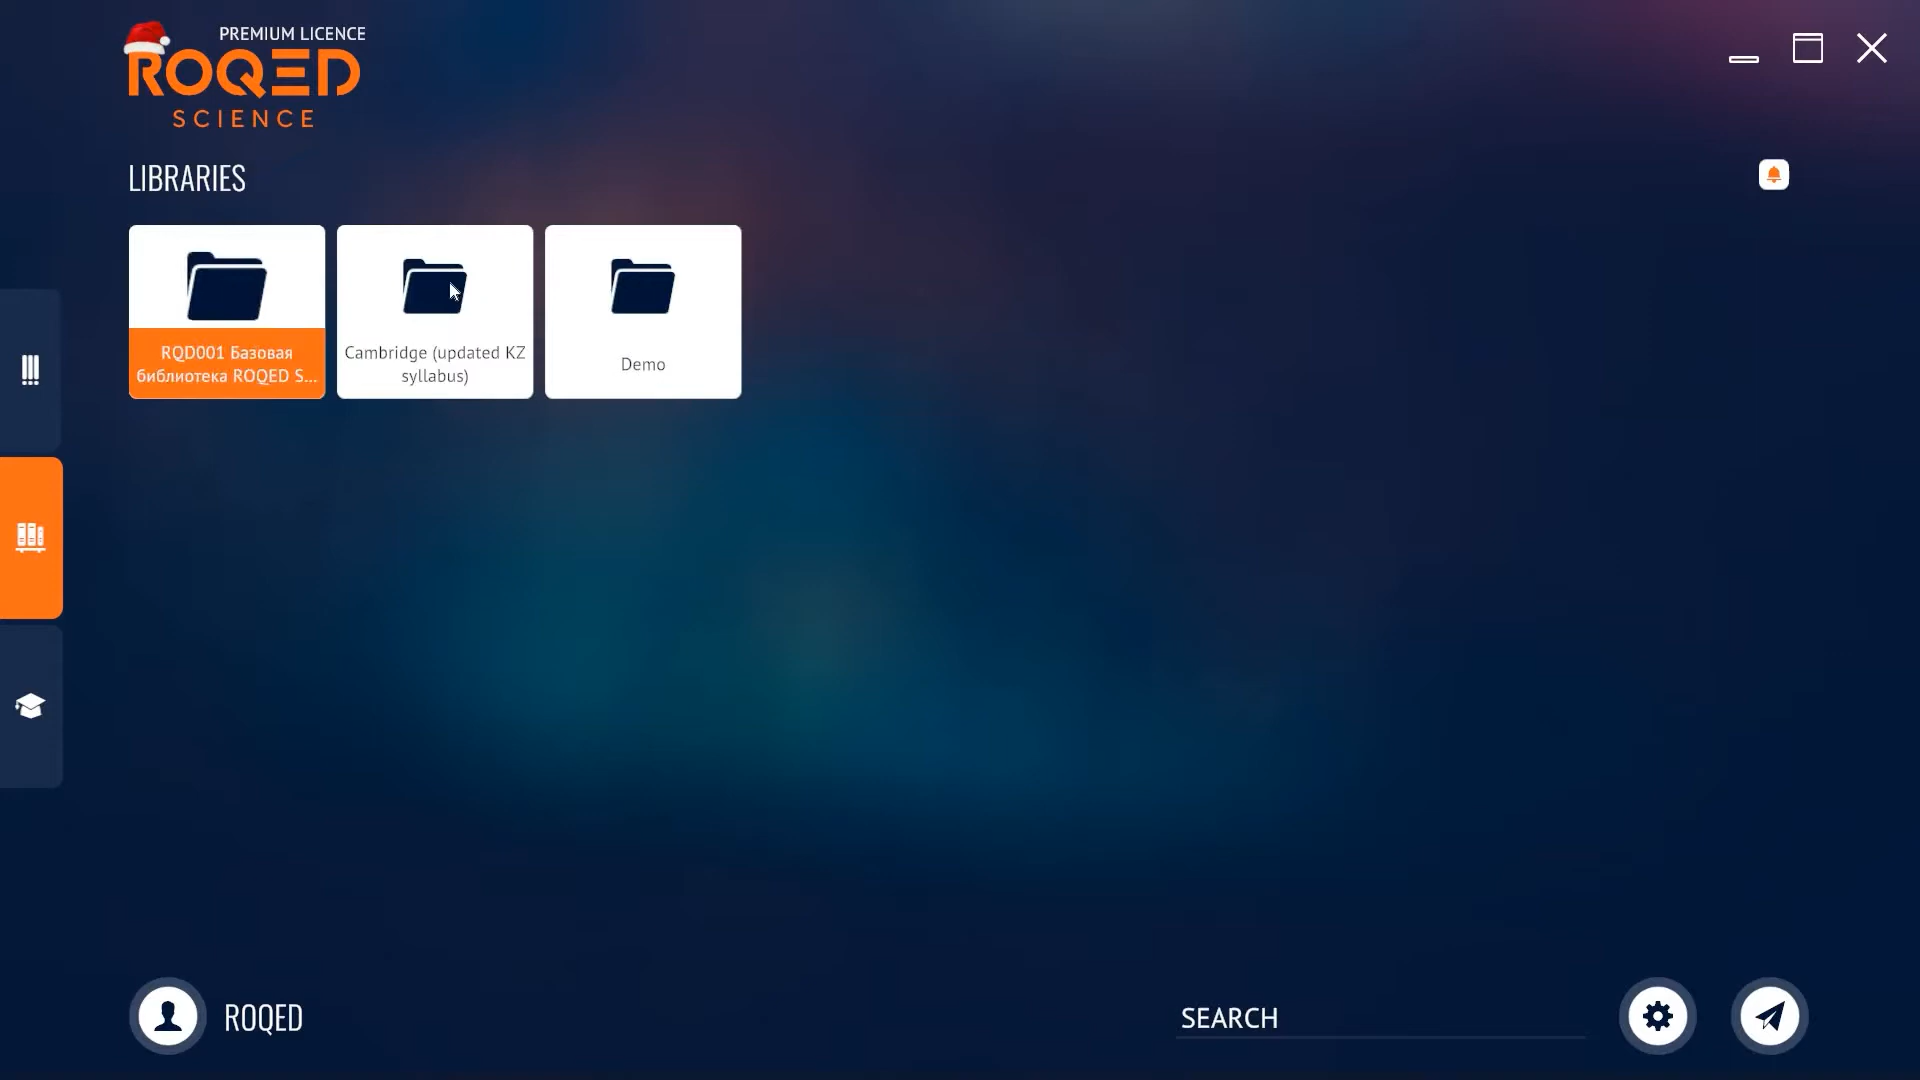 PREMIUM LICENCE
ROQED
SCIENCE
LIBRARIES
RQD001 Базовая
библиотека ROQED S...
Cambridge (updated KZ
syllabus)
Demo
ROQED
SEARCH